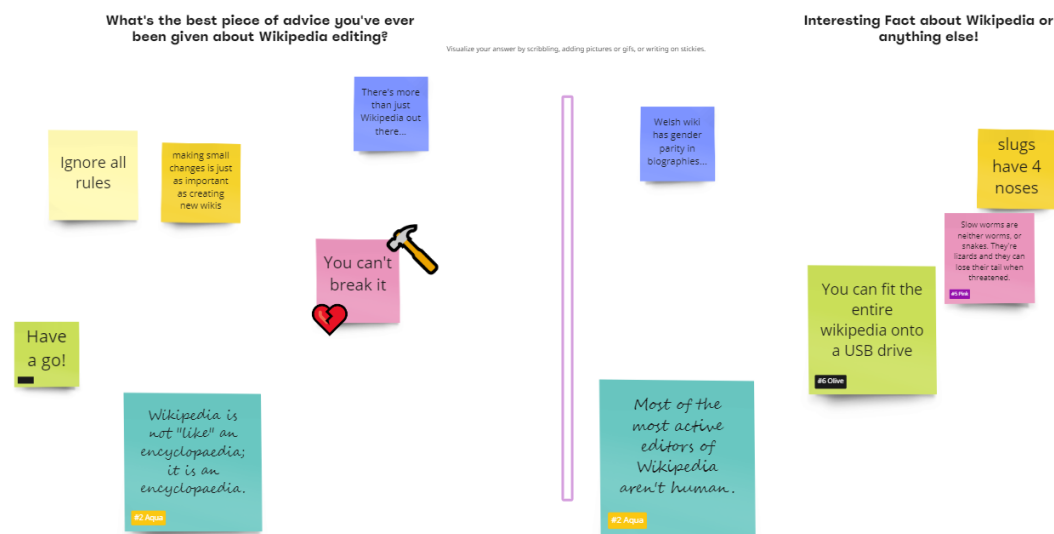 What's the best piece of advice you've ever
been given about Wikipedia editing?
Visualize your answer by scribbling, adding pictures or gifs, or writing on stickies.
There's more
than just
Wikipedia out
there...
Ignore all
rules
making small
changes is just
as important
as creating
new wikis
You can't
break it
Have
a go!
Wikipedia is
not "like" an
encyclopaedia;
it is an
encyclopaedia.
#2 Aqua
Interesting Fact about Wikipedia or
anything else!
Welsh wiki
has gender
parity in
biographies...
slugs
have 4
noses
Slow worms are
neither worms, or
snakes. They're
lizards and they can
lose their tail when
threatened.
#5 Pink
You can fit the
entire
wikipedia onto
a USB drive
#6 Olive
Most of the
most active
editors of
Wikipedia
aren't human.
#2 Aqua